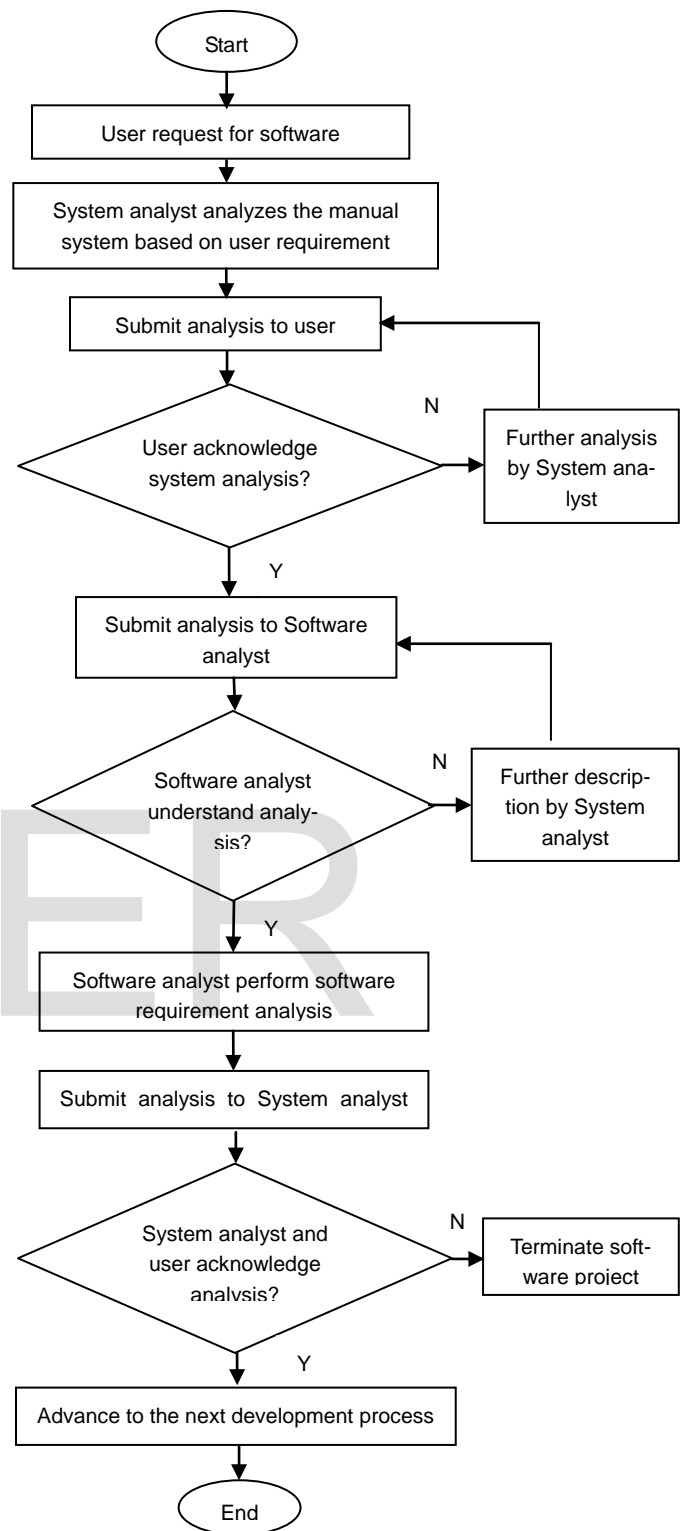 Start
User request for software
System analyst analyzes the manual
system based on user requirement
Submit analysis to user
N
User acknowledge
system analysis?
Further analysis
by System ana-
lyst
Y
Submit analysis to Software
analyst
N
Software analyst
understand analy-
sis?
Further descrip-
tion by System
analyst
Y
Software analyst perform software
requirement analysis
Submit analysis to System analyst
N
System analyst and
user acknowledge
analysis?
Terminate soft-
ware project
Y
Advance to the next development process
End
ER